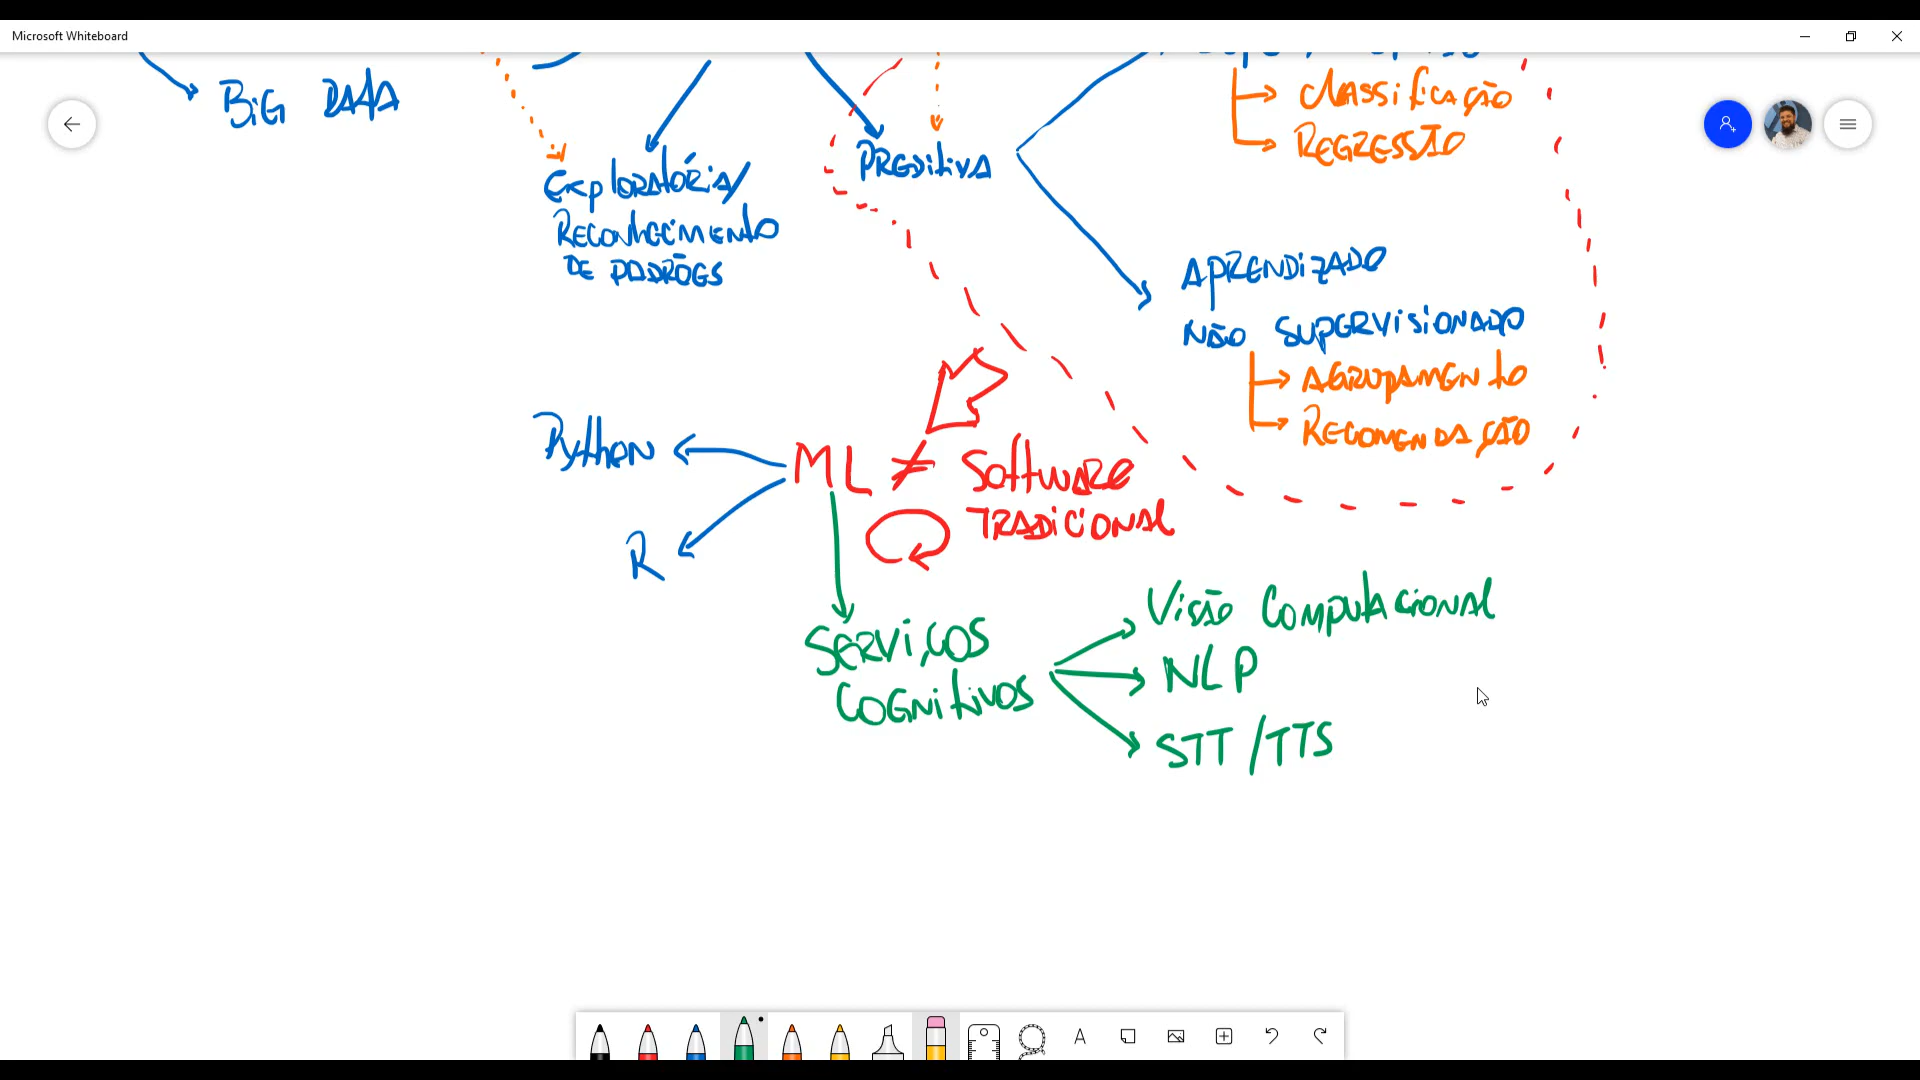 Microsoft Whiteboard
BIG DATA
Classificação
REGRESSÃO
Exploratória/
Reconhecimento
DE PADRÕES
PREDITIVA
APRENDIZADO
NÃO SUPERVISIONADO
AGRUPAMENTO
RECOMENDAÇÃO
Python
ML ≠ Software
TRADICIONAL
R
Serviços
Cognitivos
Visão Computacional
NLP
STT/TTS